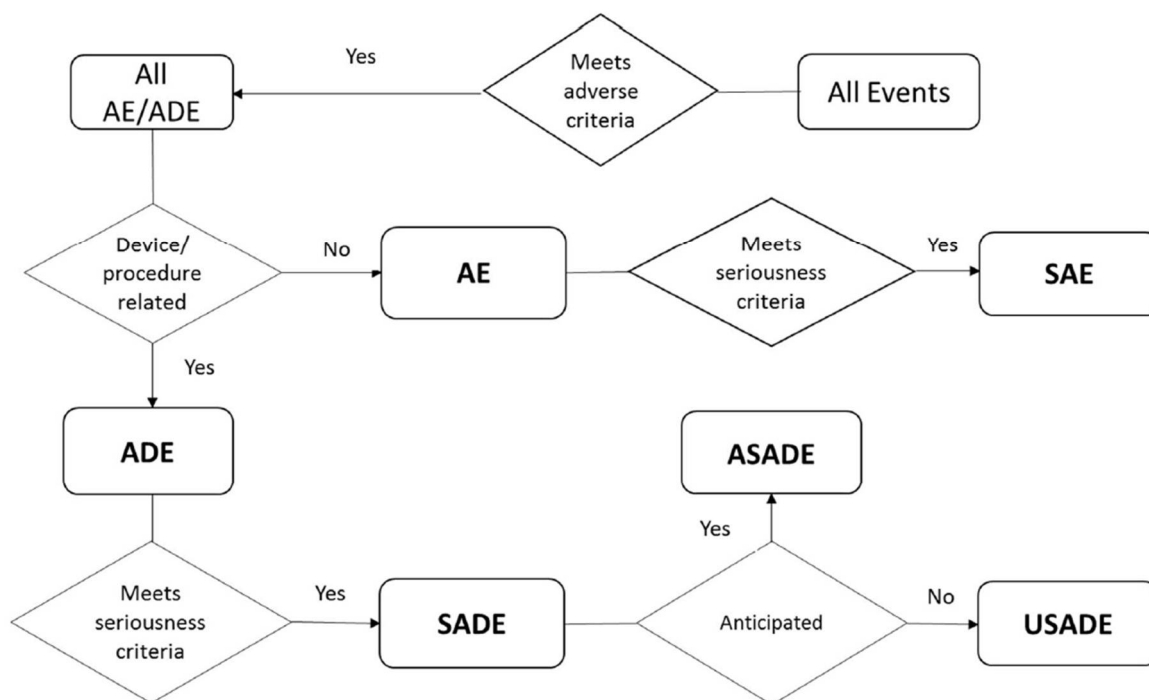 Yes
All
AE/ADE
Meets
adverse
criteria
All Events
Device/
procedure
related
No
AE
Meets
seriousness
criteria
Yes
SAE
Yes
ADE
ASADE
Yes
Meets
seriousness
criteria
Yes
SADE
Anticipated
No
USADE